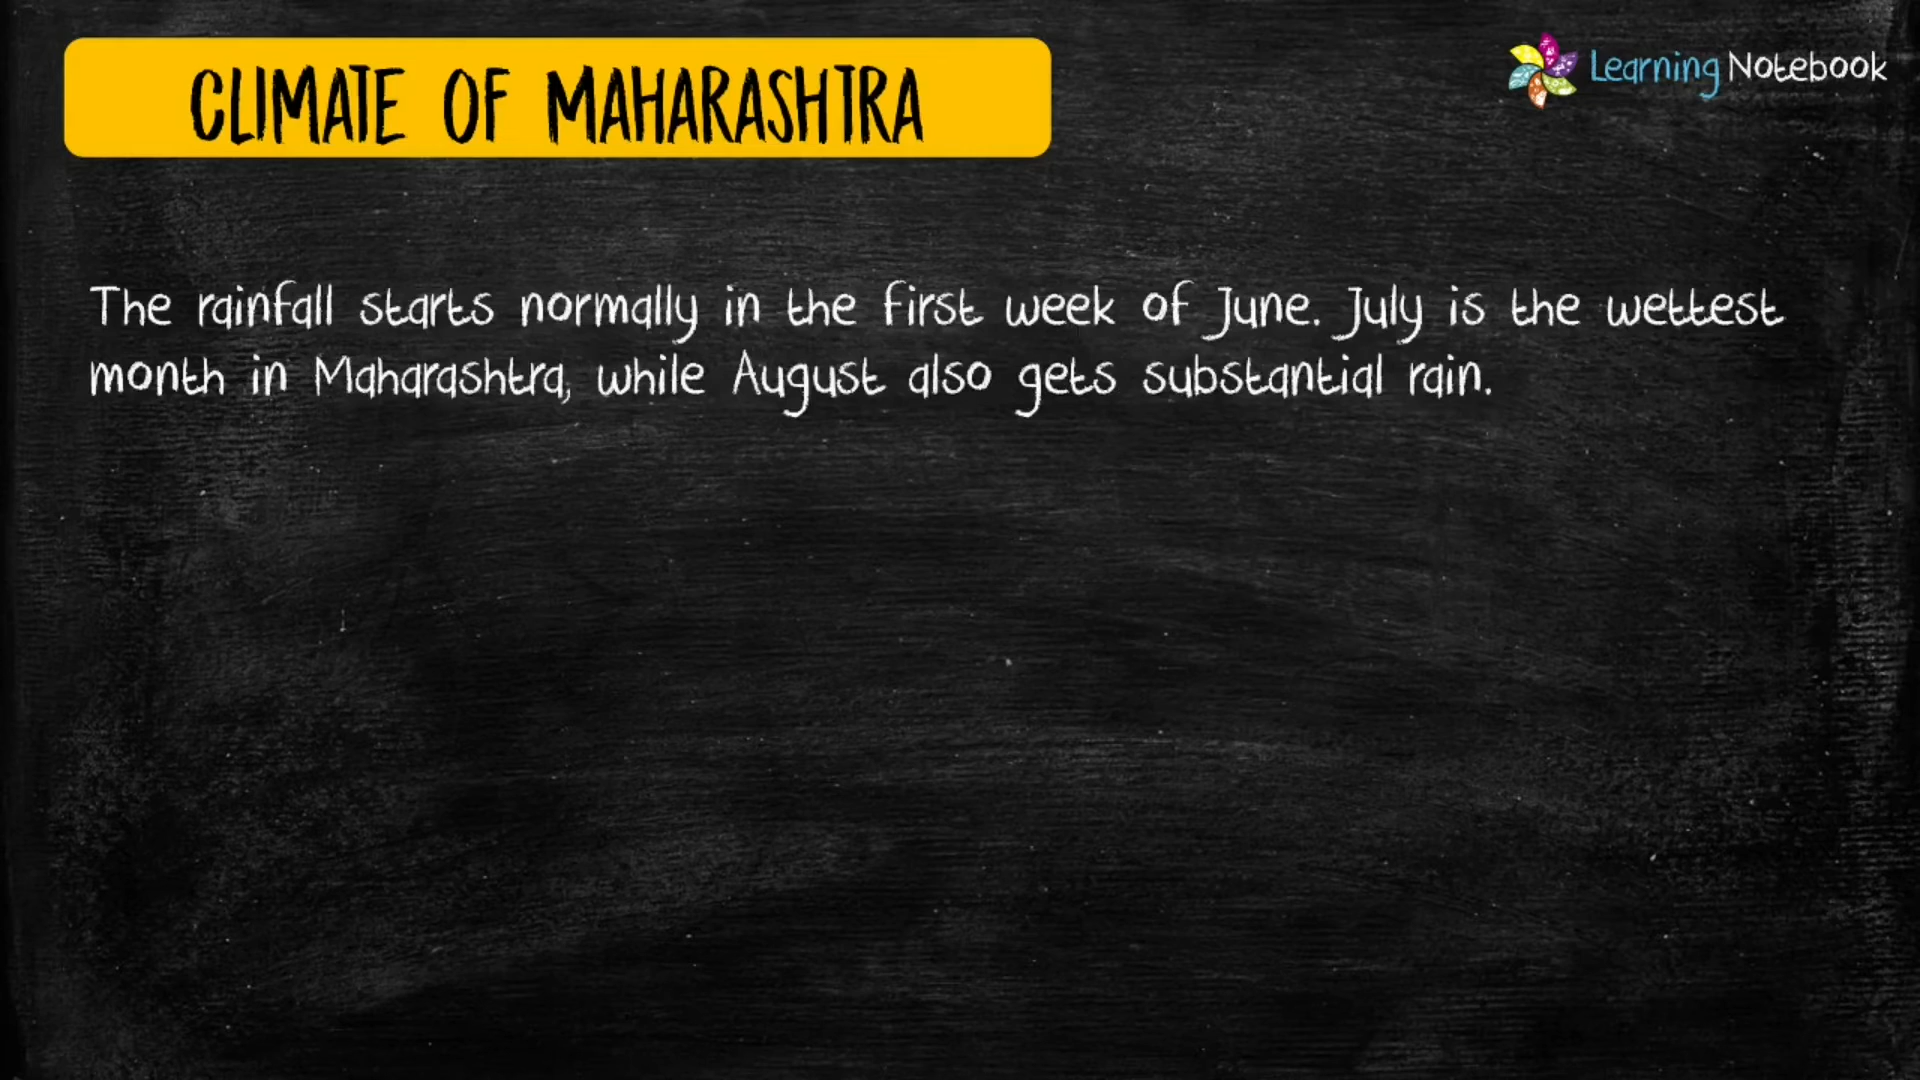 CLIMATE OF MAHARASHTRA
Learning Notebook
The rainfall starts normally in the first week of June. July is the wettest
month in Maharashtra, while August also gets substantial rain.